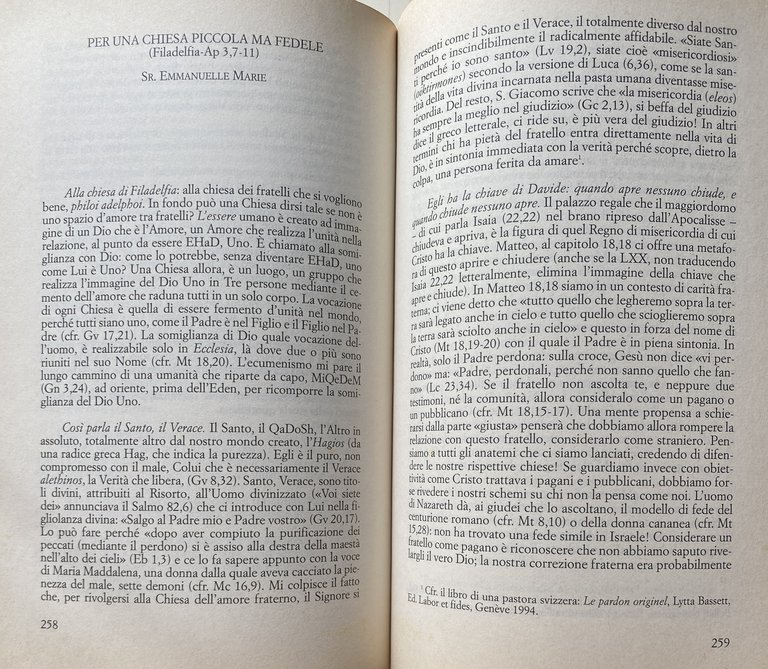 PER UNA CHIESA PICCOLA MA FEDELE
(Filadelfia-Ap 3,7-11)
SR. EMMANUELLE MARIE
Alla chiesa di Filadelfia: alla chiesa dei fratelli che si vogliono
bene, philoi adelphoi. In fondo può una Chiesa dirsi tale se non è
uno spazio d'amore tra fratelli? L'essere umano è creato ad imma-
gine di un Dio che è l'Amore, un Amore che realizza l'unità nella
relazione, al punto da essere EHaD, Uno. È chiamato alla somi-
glianza con Dio: come lo potrebbe, senza diventare EHaD, uno
come Lui è Uno? Una Chiesa allora, è un luogo, un gruppo che
realizza l'immagine del Dio Uno in Tre persone mediante il ce-
mento dell'amore che raduna tutti in un solo corpo. La vocazione
di ogni Chiesa è quella di essere fermento d'unità nel mondo,
perché tutti siano uno, come il Padre è nel Figlio e il Figlio nel Pa-
dre (cfr. Gv 17,21). La somiglianza di Dio quale vocazione del-
l'uomo, è realizzabile solo in Ecclesia, là dove due o più sono
riuniti nel suo Nome (cfr. Mt 18,20). L'ecumenismo mi pare il
lungo cammino di una umanità che riparte da capo, MiQeDeM
(Gn 3,24), ad oriente, prima dell'Eden, per ricomporre la somi-
glianza del Dio Uno.
Così parla il Santo, il Verace. Il Santo, il QaDoSh, l'Altro in
assoluto, totalmente altro dal nostro mondo creato, l'Hagios (da
una radice greca Hag, che indica la purezza). Egli è il puro, non
compromesso con il male, Colui che è necessariamente il Verace
alethinos, la Verità che libera, (Gv 8,32). Santo, Verace, sono tito-
li divini, attribuiti al Risorto, all'Uomo divinizzato («Voi siete
dei» annunciava il Salmo 82,6) che ci introduce con Lui nella fi-
gliolanza divina: «Salgo al Padre mio e Padre vostro» (Gv 20,17).
Lo può fare perché «dopo aver compiuto la purificazione dei
peccati (mediante il perdono) si è assiso alla destra della maestà
nell'alto dei cieli» (Eb 1,3) e ce lo fa sapere appunto con la voce
di Maria Maddalena, una donna dalla quale aveva cacciato la pie-
nezza del male, sette demoni (cfr. Mc 16,9). Mi colpisce il fatto
che, per rivolgersi alla Chiesa dell'amore fraterno, il Signore si
258
presenti come il Santo e il Verace, il totalmente diverso dal nostro
mondo e inscindibilmente il radicalmente affidabile. «Siate San-
ti perché io sono santo» (Lv 19,2), siate cioè «misericordiosi»
(oiktirmones) secondo la versione di Luca (6,36), come se la san-
tità della vita divina incarnata nella pasta umana diventasse mise-
ricordia. Del resto, S. Giacomo scrive che «la misericordia (eleos)
ha sempre la meglio nel giudizio» (Gc 2,13), si beffa del giudizio
dice il greco letterale, ci ride su, è più vera del giudizio! In altri
termini chi ha pietà del fratello entra direttamente nella vita di
Dio, è in sintonia immediata con la verità perché scopre, dietro la
colpa, una persona ferita da amare¹.
Egli ha la chiave di Davide: quando apre nessuno chiude, e
quando chiude nessuno apre. Il palazzo regale che il maggiordomo
– di cui parla Isaia (22,22) nel brano ripreso dall'Apocalisse –
chiudeva e apriva, è la figura di quel Regno di misericordia di cui
Cristo ha la chiave. Matteo, al capitolo 18,18 ci offre una metafo-
ra di questo aprire e chiudere (anche se la LXX, non traducendo
Isaia 22,22 letteralmente, elimina l'immagine della chiave che
apre e chiude). In Matteo 18,18 siamo in un contesto di carità fra-
terna; ci viene detto che «tutto quello che legheremo sopra la ter-
ra sarà legato anche in cielo e tutto quello che scioglieremo sopra
la terra sarà sciolto anche in cielo» e questo in forza del nome di
Cristo (Mt 18,19-20) con il quale il Padre è in piena sintonia. In
realtà, solo il Padre perdona: sulla croce, Gesù non dice «vi per-
dono» ma: «Padre, perdonali, perché non sanno quello che fan-
no» (Lc 23,34). Se il fratello non ascolta te, e neppure due
testimoni, né la comunità, allora consideralo come un pagano o
un pubblicano (cfr. Mt 18,15-17). Una mente propensa a schie-
rarsi dalla parte "giusta" penserà che dobbiamo allora rompere la
relazione con questo fratello, considerarlo come straniero. Pen-
siamo a tutti gli anatemi che ci siamo lanciati, credendo di difen-
dere le nostre rispettive chiese! Se guardiamo invece con obiet-
tività come Cristo trattava i pagani e i pubblicani, dobbiamo for-
se rivedere i nostri schemi su chi non la pensa come noi. L'uomo
di Nazareth dà, ai giudei che lo ascoltano, il modello di fede del
centurione romano (cfr. Mt 8,10) o della donna cananea (cfr. Mt
15,28): non ha trovato una fede simile in Israele! Considerare un
fratello come pagano è riconoscere che non abbiamo saputo rive-
largli il vero Dio; la nostra correzione fraterna era probabilmente
¹ Cfr. il libro di una pastora svizzera: Le pardon originel, Lytta Bassett,
Ed. Labor et fides, Genève 1994.
259